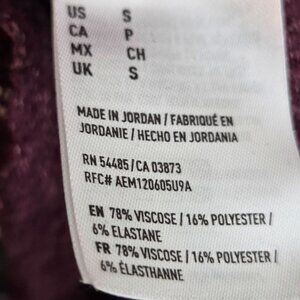 US S
CA P
MX CH
UK S
MADE IN JORDAN / FABRIQUÉ EN
JORDANIE / HECHO EN JORDANIA
RN 54485 / CA 03873
RFC# AEM120605U9A
EN 78% VISCOSE / 16% POLYESTER /
6% ELASTANE
FR 78% VISCOSE / 16% POLYESTER /
6% ÉLASTHANNE